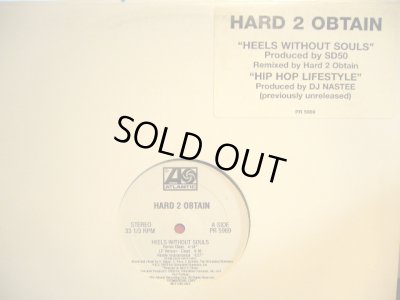 HARD 2 OBTAIN
"HEELS WITHOUT SOULS"
Produced by SD50
Remixed by Hard 2 Obtain
"HIP HOP LIFESTYLE"
Produced by DJ NASTEE
(previously unreleased)
PR 5989
SOLD OUT
ATLANTIC
HARD 2 OBTAIN
STEREO
33 1/3 RPM
A SIDE
PR 5989
HEELS WITHOUT SOULS